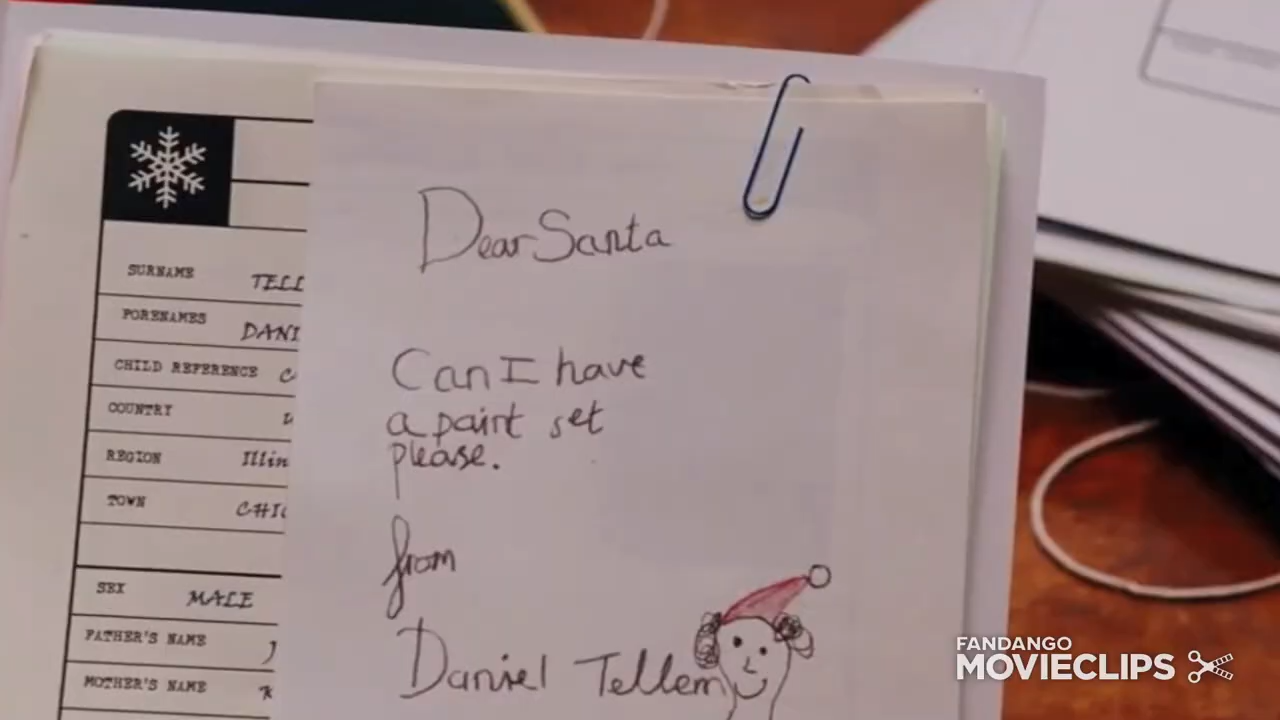 Dear Santa
SURNAME TELL
FORENAMES DANI
CHILD REFERENCE C
COUNTRY
REGION Illin
TOWN CHIC
SEX MALE
FATHER'S NAME J
MOTHER'S NAME K
Can I have
a paint set
please.
from
Daniel Tellem
FANDANGO
MOVIECLIPS